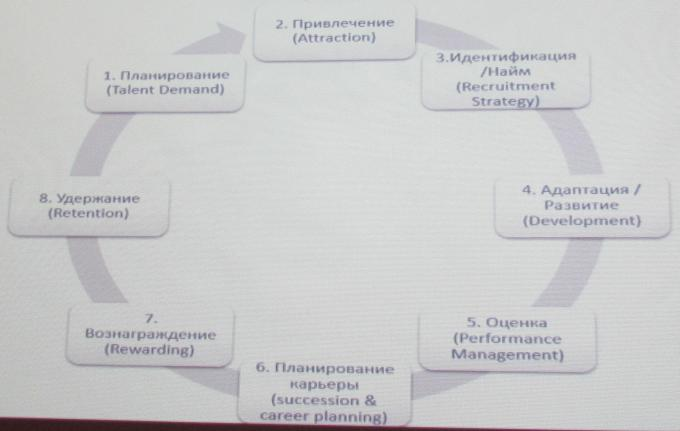 1. Планирование
(Talent Demand)
2. Привлечение
(Attraction)
3.Идентификация
/Найм
(Recruitment
Strategy)
4. Адаптация /
Развитие
(Development)
5. Оценка
(Performance
Management)
6. Планирование
карьеры
(succession &
career planning)
7.
Вознаграждение
(Rewarding)
8. Удержание
(Retention)